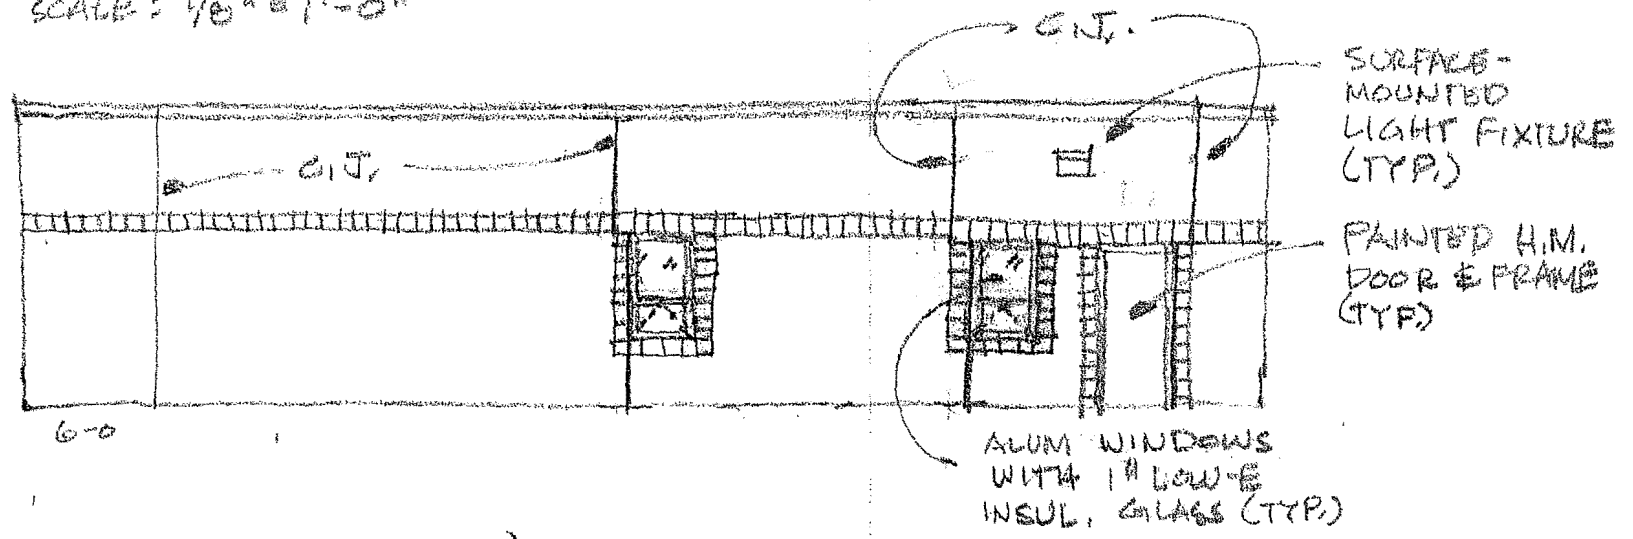 SCALE: 1/8" = 1'-0"
C.J.
C.J.
SURFACE-
MOUNTED
LIGHT FIXTURE
(TYP.)
PAINTED H.M.
DOOR & FRAME
(TYP.)
6-0
ALUM WINDOWS
WITH 1" LOW-E
INSUL. GLASS (TYP.)